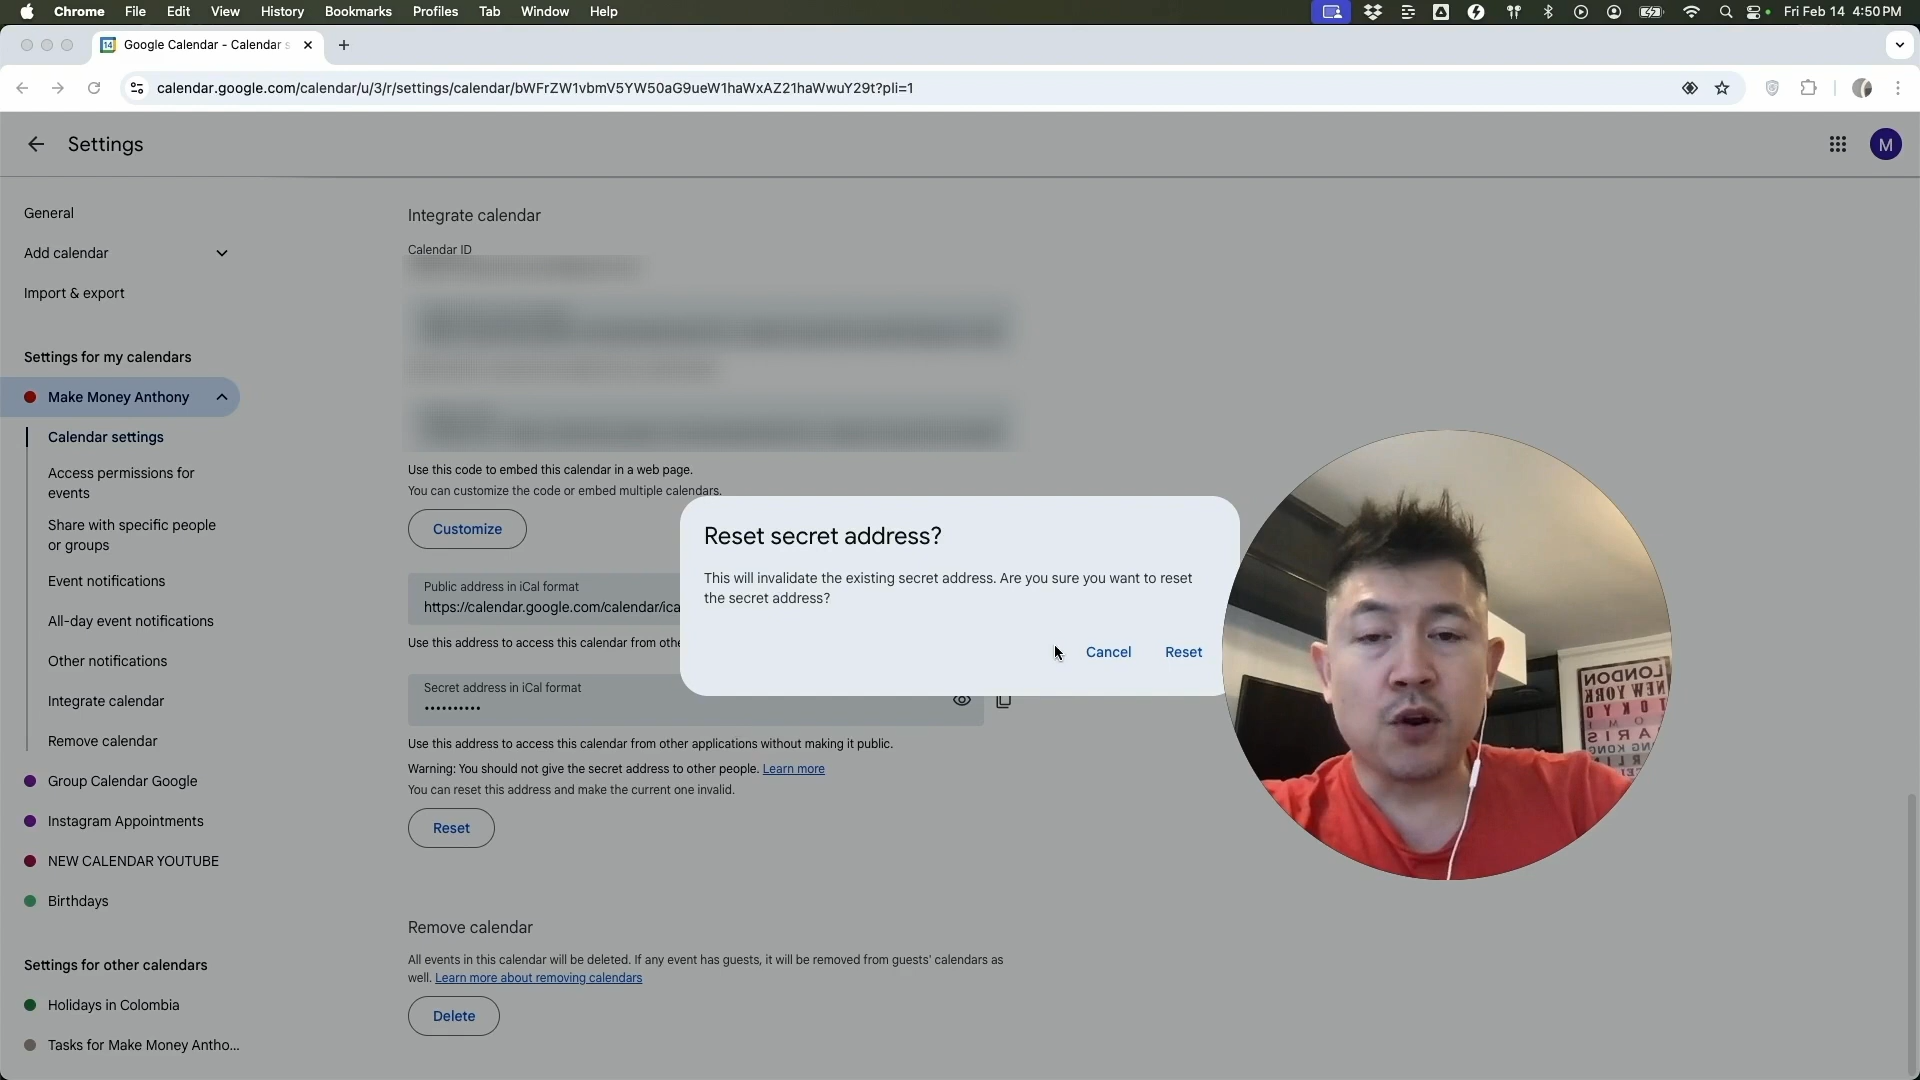 Chrome File Edit View History Bookmarks Profiles Tab Window Help Fri Feb 14 4:50 PM
14 Google Calendar - Calendar s
calendar.google.com/calendar/u/3/r/settings/calendar/bWFrZW1vbmV5YW50aG9ueW1haWxAZ21haWwuY29t?pli=1
Settings
M
General
Add calendar
Import & export
Settings for my calendars
Make Money Anthony
Calendar settings
Access permissions for
events
Share with specific people
or groups
Event notifications
All-day event notifications
Other notifications
Integrate calendar
Remove calendar
Group Calendar Google
Instagram Appointments
NEW CALENDAR YOUTUBE
Birthdays
Settings for other calendars
Holidays in Colombia
Tasks for Make Money Antho...
Integrate calendar
Calendar ID
Use this code to embed this calendar in a web page.
You can customize the code or embed multiple calendars.
Customize
Public address in iCal format
https://calendar.google.com/calendar/ica
Use this address to access this calendar from othe
Secret address in iCal format
••••••••••
Use this address to access this calendar from other applications without making it public.
Warning: You should not give the secret address to other people. Learn more
You can reset this address and make the current one invalid.
Reset
Remove calendar
All events in this calendar will be deleted. If any event has guests, it will be removed from guests' calendars as
well. Learn more about removing calendars
Delete
Reset secret address?
This will invalidate the existing secret address. Are you sure you want to reset
the secret address?
Cancel Reset
LONDON
NEW YORK
TOKYO
PARIS